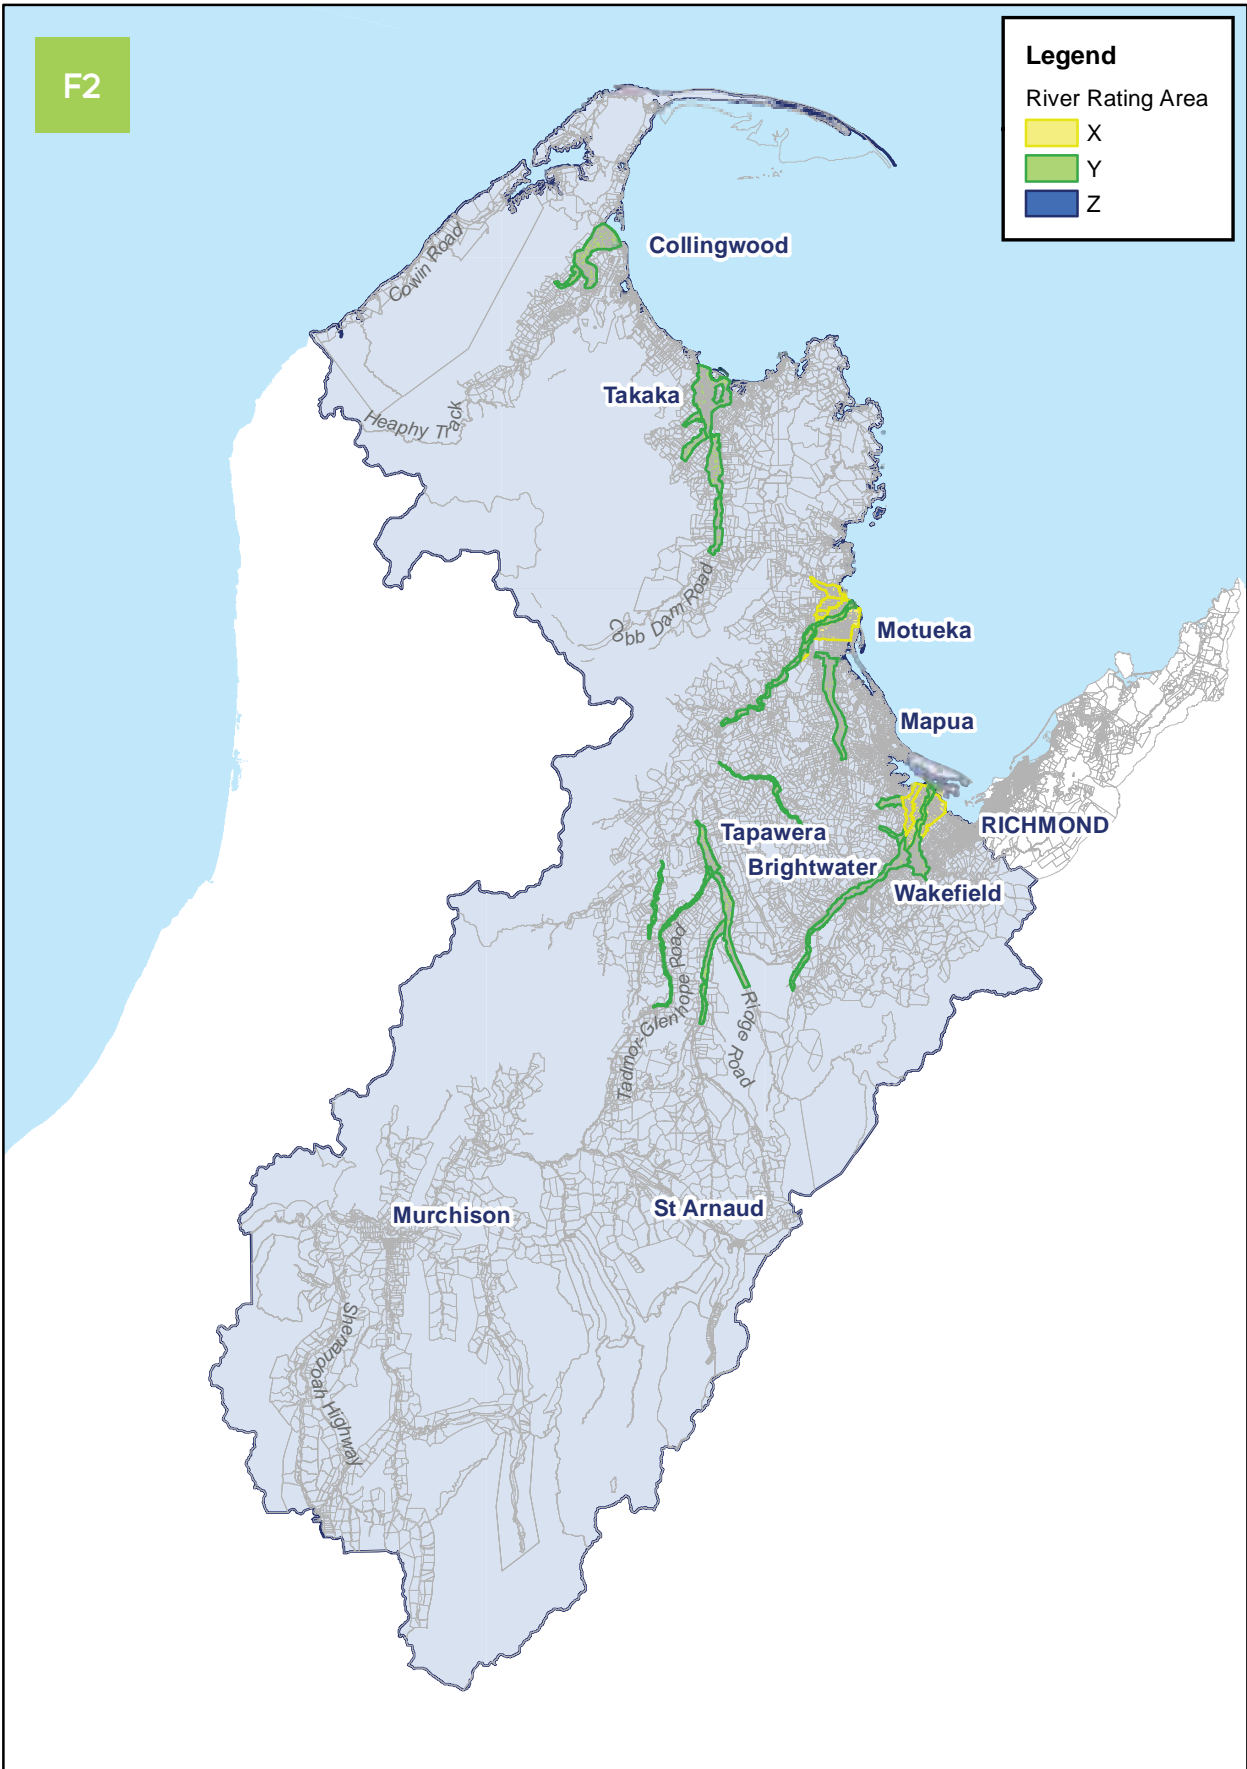 F2
Legend
River Rating Area
X
Y
Z
Collingwood
Cowin Road
Takaka
Heaphy Track
Cobb Dam Road
Motueka
Mapua
RICHMOND
Tapawera
Brightwater
Wakefield
Tadmor-Glenhope Road
Ridge Road
St Arnaud
Murchison
Shenandoah Highway